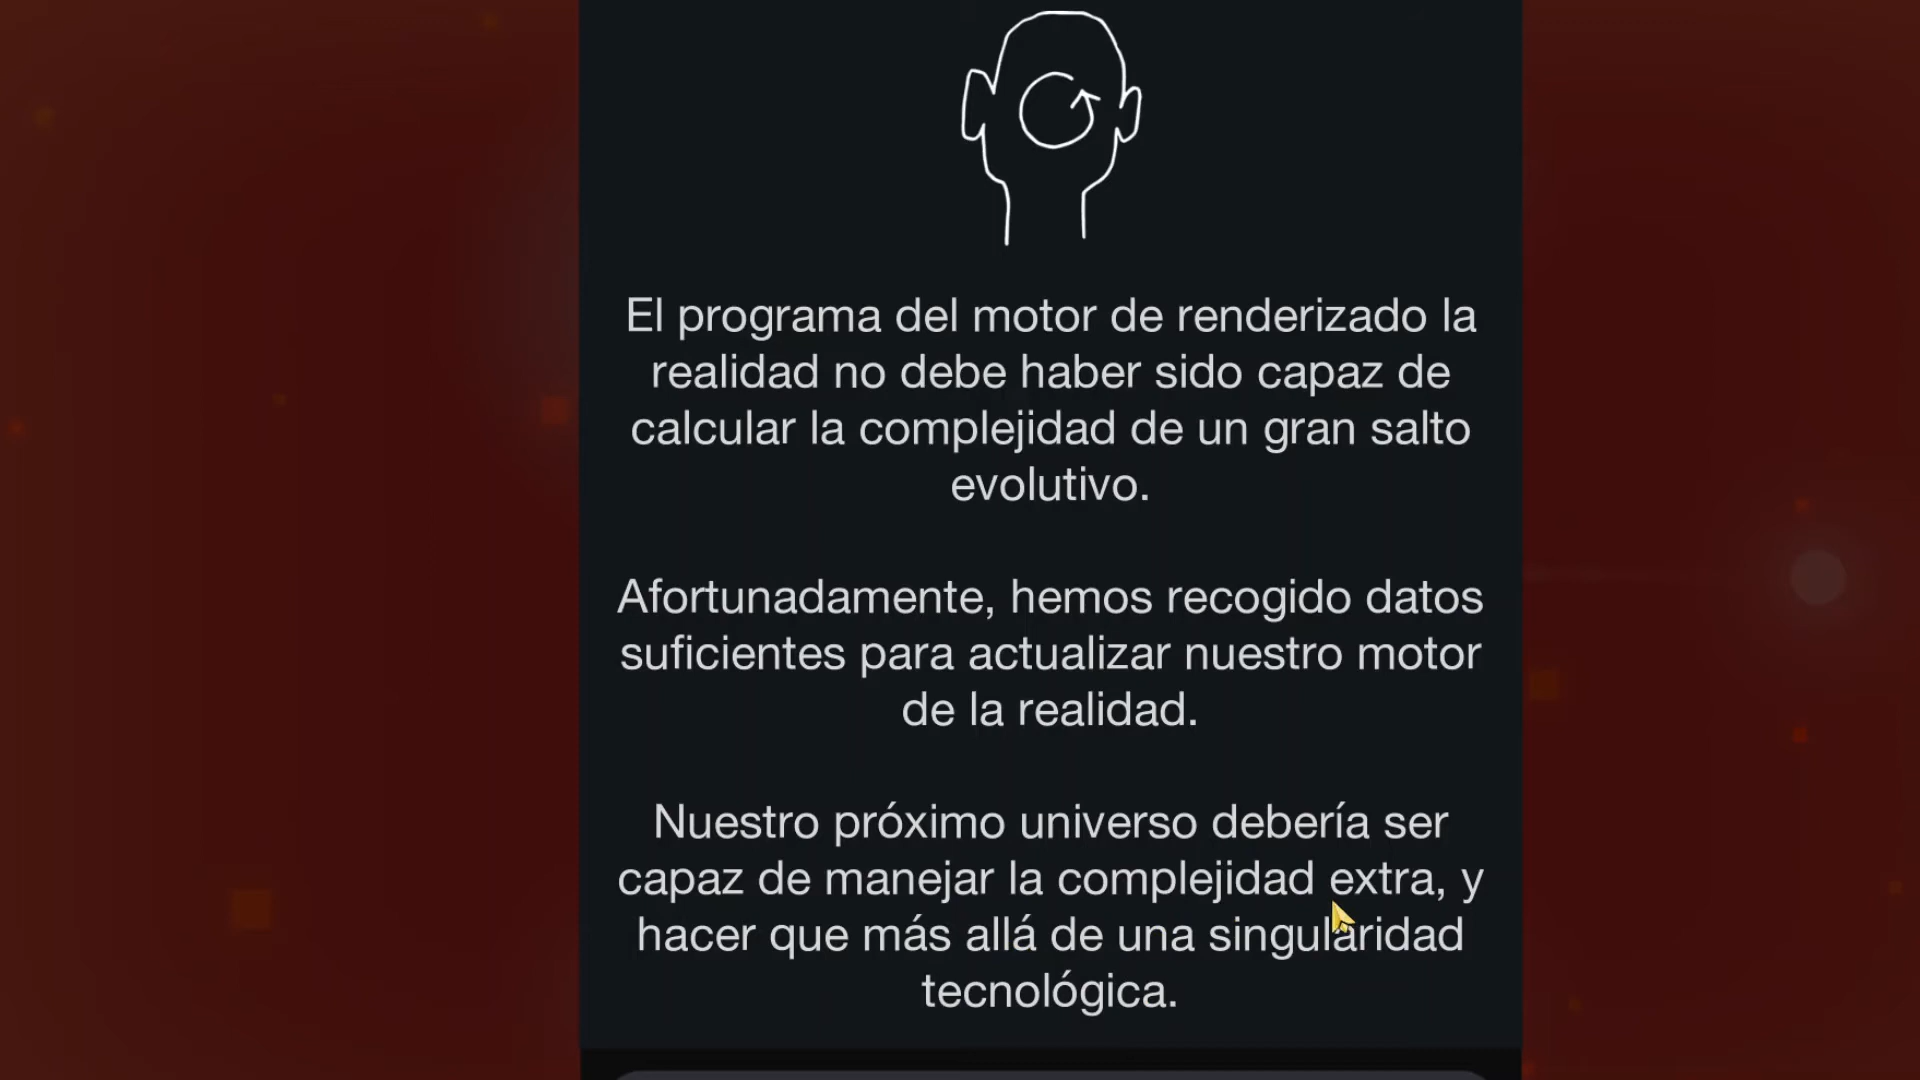 El programa del motor de renderizado la
realidad no debe haber sido capaz de
calcular la complejidad de un gran salto
evolutivo.
Afortunadamente, hemos recogido datos
suficientes para actualizar nuestro motor
de la realidad.
Nuestro próximo universo debería ser
capaz de manejar la complejidad extra, y
hacer que más allá de una singularidad
tecnológica.